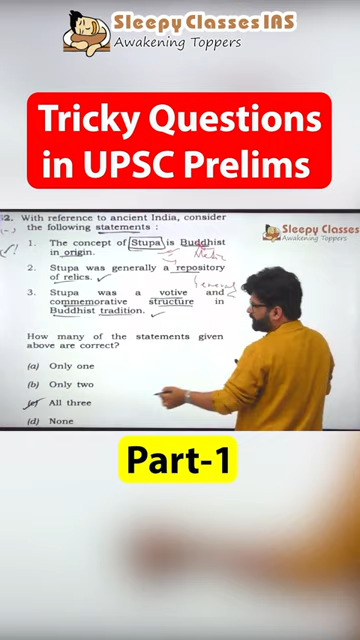 Sleepy Classes IAS
Awakening Toppers
Tricky Questions
in UPSC Prelims
2. With reference to ancient India, consider
the following statements :
1. The concept of Stupa is Buddhist
in origin.
2. Stupa was generally a repository
of relics.
3. Stupa was a votive and
commemorative structure in
Buddhist tradition.
How many of the statements given
above are correct?
(a) Only one
(b) Only two
(c) All three
(d) None
Sleepy Classes
Awakening Toppers
Part-1